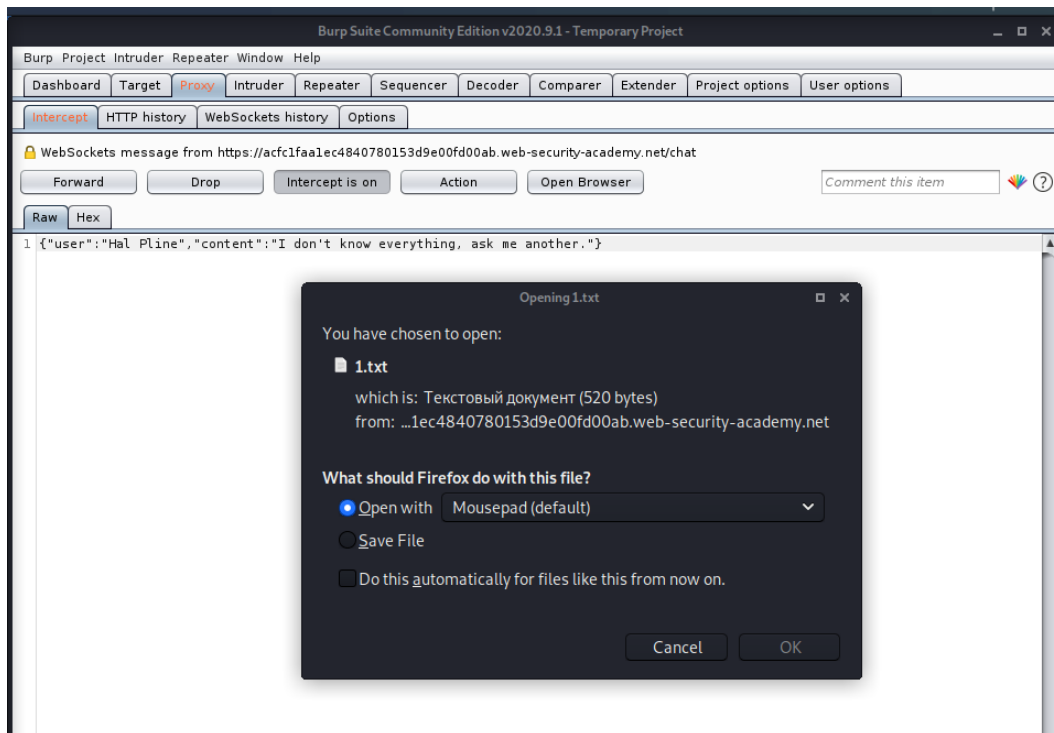 Burp Suite Community Edition v2020.9.1 - Temporary Project
Burp Project Intruder Repeater Window Help
Dashboard Target Proxy Intruder Repeater Sequencer Decoder Comparer Extender Project options User options
Intercept HTTP history WebSockets history Options
WebSockets message from https://acfc1faa1ec4840780153d9e00fd00ab.web-security-academy.net/chat
Forward Drop Intercept is on Action Open Browser Comment this item ?
Raw Hex
1 {"user":"Hal Pline","content":"I don't know everything, ask me another."}
Opening 1.txt
You have chosen to open:
1.txt
which is: Текстовый документ (520 bytes)
from: ...1ec4840780153d9e00fd00ab.web-security-academy.net
What should Firefox do with this file?
Open with Mousepad (default)
Save File
Do this automatically for files like this from now on.
Cancel OK